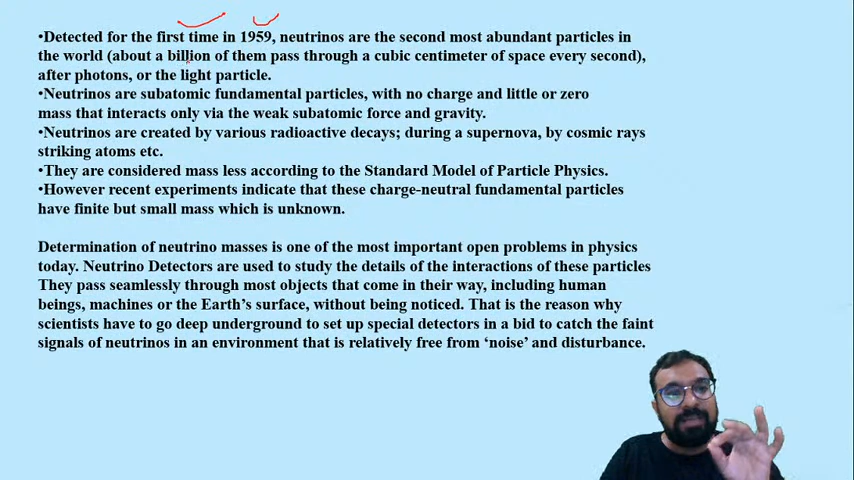 •Detected for the first time in 1959, neutrinos are the second most abundant particles in
the world (about a billion of them pass through a cubic centimeter of space every second),
after photons, or the light particle.
•Neutrinos are subatomic fundamental particles, with no charge and little or zero
mass that interacts only via the weak subatomic force and gravity.
•Neutrinos are created by various radioactive decays; during a supernova, by cosmic rays
striking atoms etc.
•They are considered mass less according to the Standard Model of Particle Physics.
•However recent experiments indicate that these charge-neutral fundamental particles
have finite but small mass which is unknown.
Determination of neutrino masses is one of the most important open problems in physics
today. Neutrino Detectors are used to study the details of the interactions of these particles
They pass seamlessly through most objects that come in their way, including human
beings, machines or the Earth’s surface, without being noticed. That is the reason why
scientists have to go deep underground to set up special detectors in a bid to catch the faint
signals of neutrinos in an environment that is relatively free from ‘noise’ and disturbance.